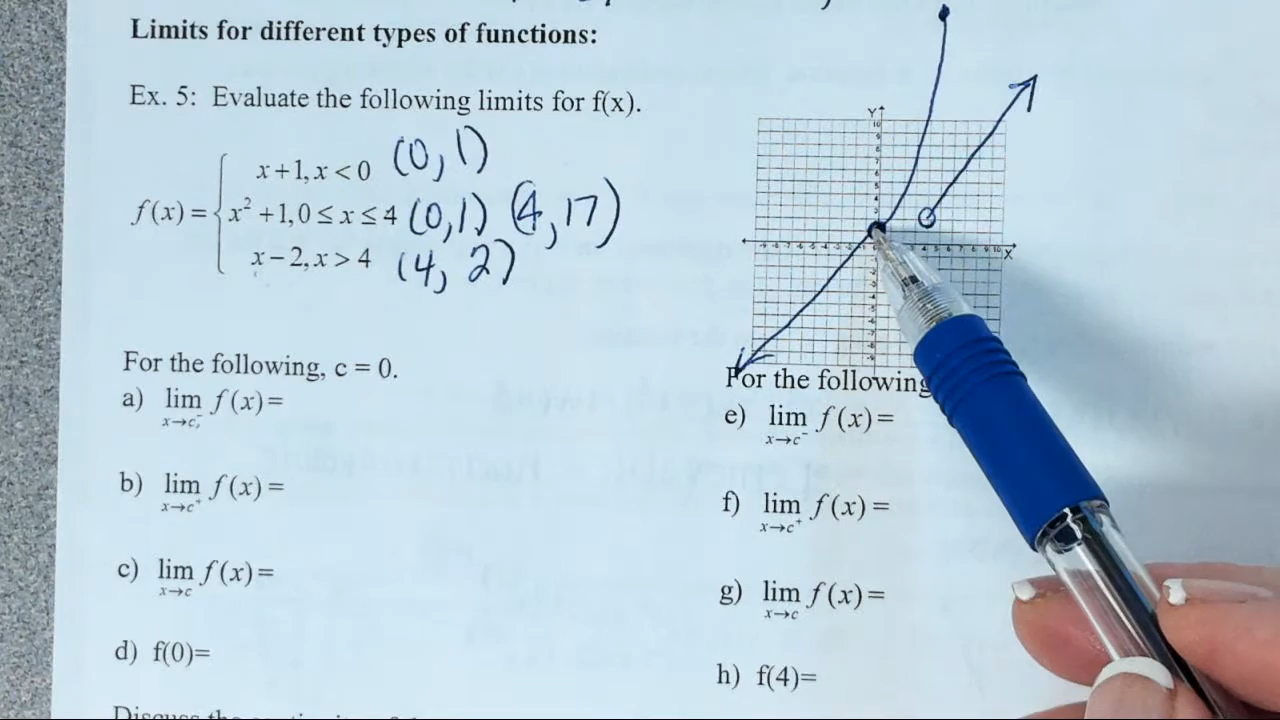 Limits for different types of functions:
Ex. 5: Evaluate the following limits for f(x).
f(x) = { x+1, x < 0 (0, 1)
x² + 1, 0 ≤ x ≤ 4 (0, 1) (4, 17)
x − 2, x > 4 (4, 2)
Y
X
For the following, c = 0.
a) lim x→c⁻ f(x) =
b) lim x→c⁺ f(x) =
c) lim x→c f(x) =
d) f(0)=
For the following
e) lim x→c⁻ f(x) =
f) lim x→c⁺ f(x) =
g) lim x→c f(x) =
h) f(4)=